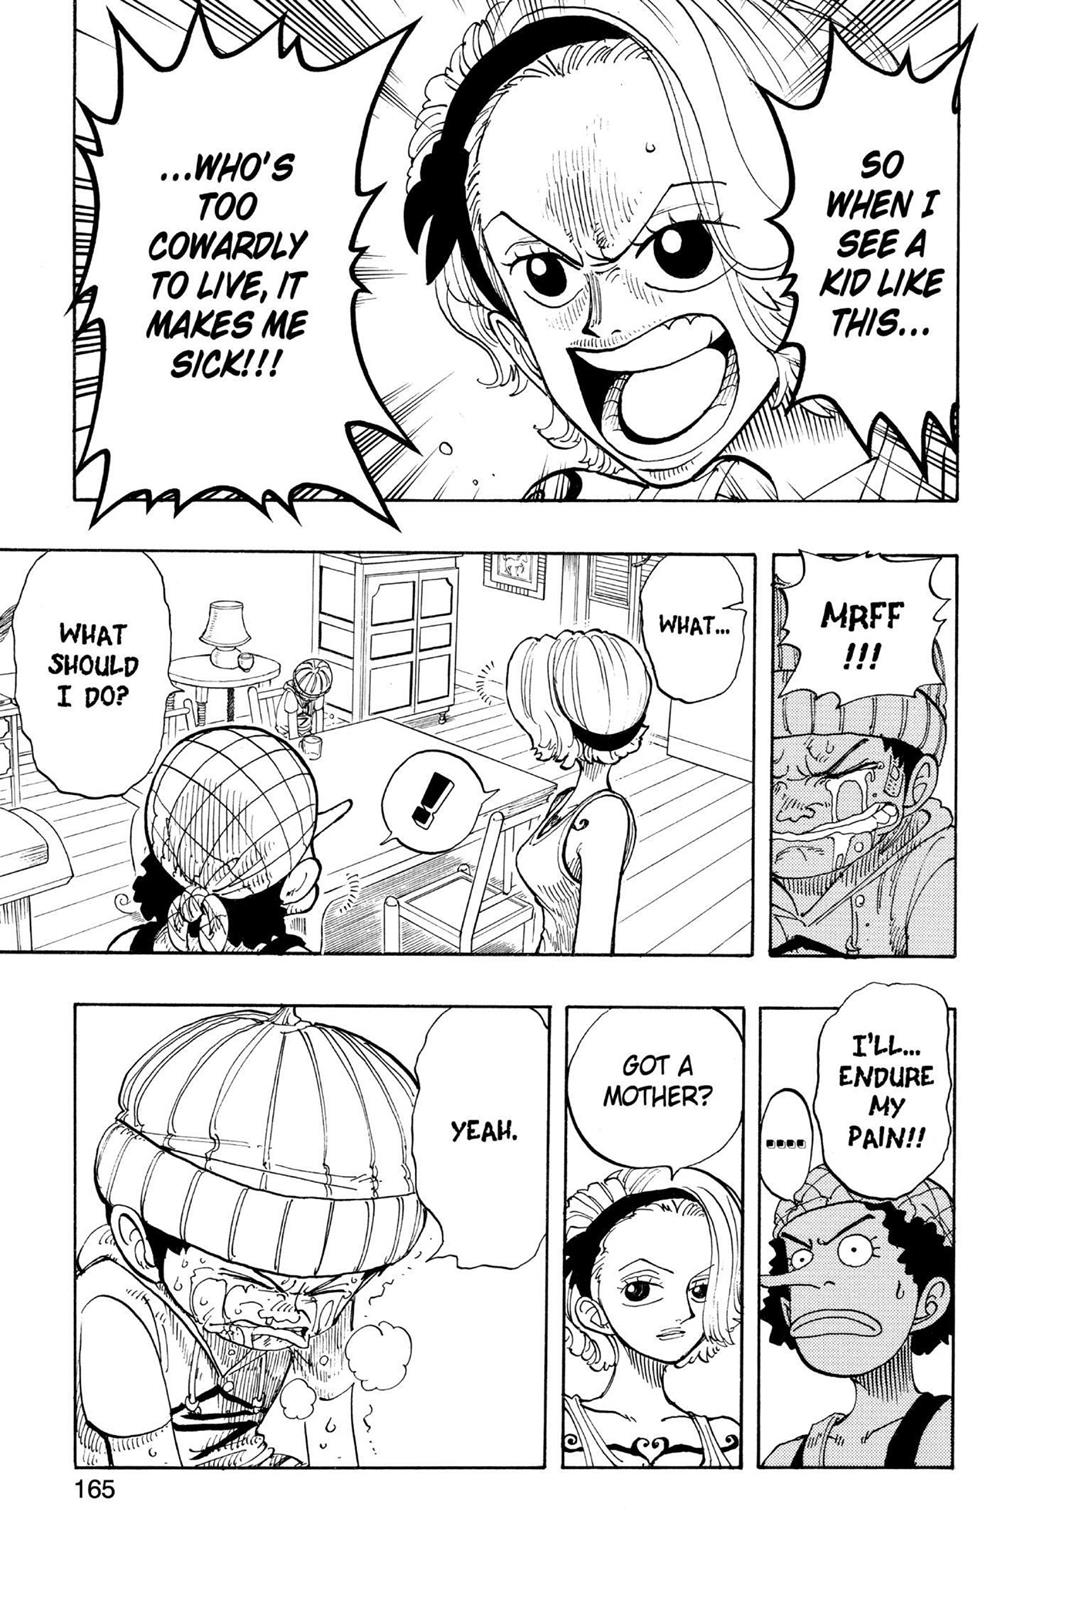 SO
WHEN I
SEE A
KID LIKE
THIS...
...WHO'S
TOO
COWARDLY
TO LIVE, IT
MAKES ME
SICK!!!
MRFF
!!!
WHAT...
!
WHAT
SHOULD
I DO?
I'LL...
ENDURE
MY
PAIN!!
....
GOT A
MOTHER?
YEAH.
165